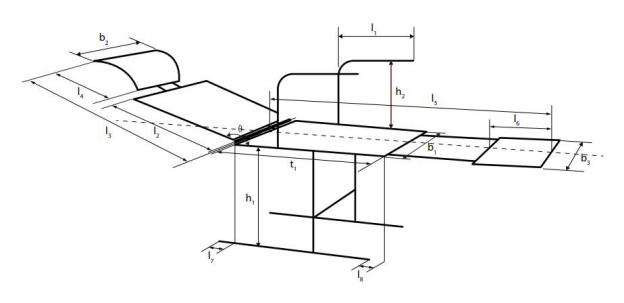 l₁
b₂
h₂
l₄
l₅
l₆
l₃
l₂
θ
b₁
t₁
b₃
h₁
l₇
l₈